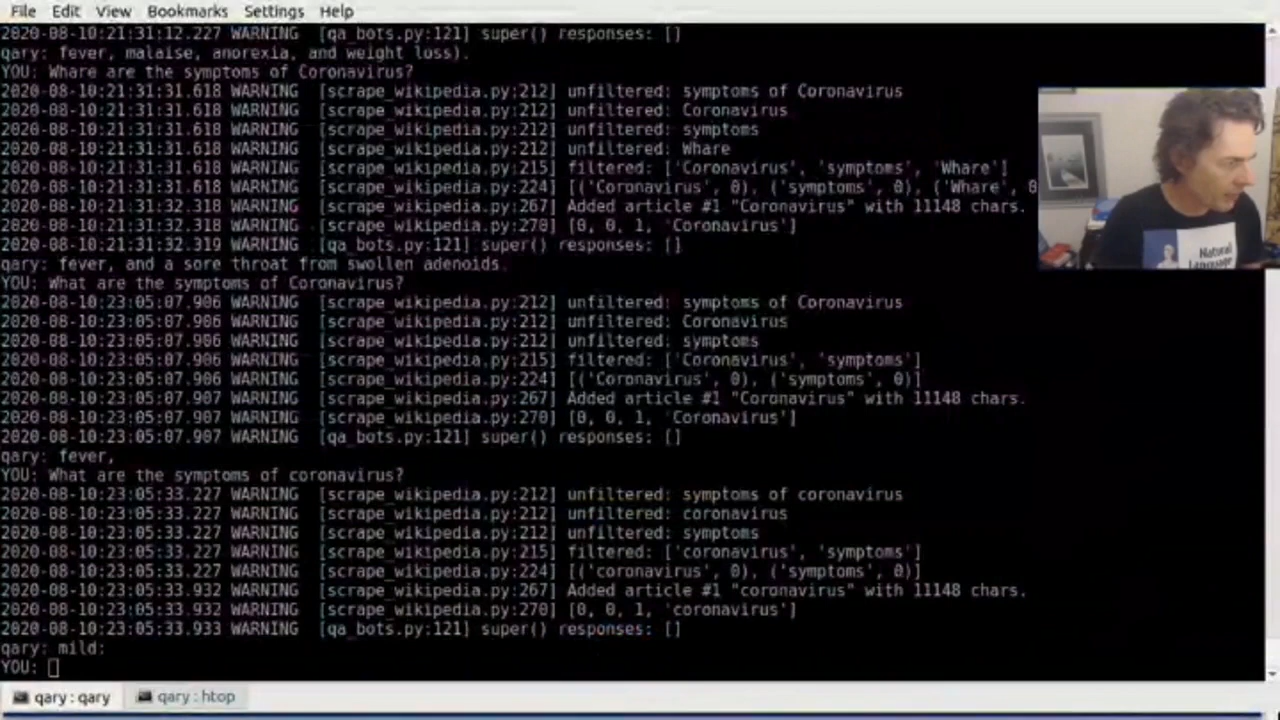 File Edit View Bookmarks Settings Help
2020-08-10:21:31:12.227 WARNING [qa_bots.py:121] super() responses: []
qary: fever, malaise, anorexia, and weight loss).
YOU: Whare are the symptoms of Coronavirus?
2020-08-10:21:31:31.618 WARNING [scrape_wikipedia.py:212] unfiltered: symptoms of Coronavirus
2020-08-10:21:31:31.618 WARNING [scrape_wikipedia.py:212] unfiltered: Coronavirus
2020-08-10:21:31:31.618 WARNING [scrape_wikipedia.py:212] unfiltered: symptoms
2020-08-10:21:31:31.618 WARNING [scrape_wikipedia.py:212] unfiltered: Whare
2020-08-10:21:31:31.618 WARNING [scrape_wikipedia.py:215] filtered: ['Coronavirus', 'symptoms', 'Whare']
2020-08-10:21:31:31.618 WARNING [scrape_wikipedia.py:224] [('Coronavirus', 0), ('symptoms', 0), ('Whare', 0
2020-08-10:21:31:32.318 WARNING [scrape_wikipedia.py:267] Added article #1 "Coronavirus" with 11148 chars.
2020-08-10:21:31:32.318 WARNING [scrape_wikipedia.py:270] [0, 0, 1, 'Coronavirus']
2020-08-10:21:31:32.319 WARNING [qa_bots.py:121] super() responses: []
qary: fever, and a sore throat from swollen adenoids.
YOU: What are the symptoms of Coronavirus?
2020-08-10:23:05:07.906 WARNING [scrape_wikipedia.py:212] unfiltered: symptoms of Coronavirus
2020-08-10:23:05:07.906 WARNING [scrape_wikipedia.py:212] unfiltered: Coronavirus
2020-08-10:23:05:07.906 WARNING [scrape_wikipedia.py:212] unfiltered: symptoms
2020-08-10:23:05:07.906 WARNING [scrape_wikipedia.py:215] filtered: ['Coronavirus', 'symptoms']
2020-08-10:23:05:07.906 WARNING [scrape_wikipedia.py:224] [('Coronavirus', 0), ('symptoms', 0)]
2020-08-10:23:05:07.907 WARNING [scrape_wikipedia.py:267] Added article #1 "Coronavirus" with 11148 chars.
2020-08-10:23:05:07.907 WARNING [scrape_wikipedia.py:270] [0, 0, 1, 'Coronavirus']
2020-08-10:23:05:07.907 WARNING [qa_bots.py:121] super() responses: []
qary: fever,
YOU: What are the symptoms of coronavirus?
2020-08-10:23:05:33.227 WARNING [scrape_wikipedia.py:212] unfiltered: symptoms of coronavirus
2020-08-10:23:05:33.227 WARNING [scrape_wikipedia.py:212] unfiltered: coronavirus
2020-08-10:23:05:33.227 WARNING [scrape_wikipedia.py:212] unfiltered: symptoms
2020-08-10:23:05:33.227 WARNING [scrape_wikipedia.py:215] filtered: ['coronavirus', 'symptoms']
2020-08-10:23:05:33.227 WARNING [scrape_wikipedia.py:224] [('coronavirus', 0), ('symptoms', 0)]
2020-08-10:23:05:33.932 WARNING [scrape_wikipedia.py:267] Added article #1 "coronavirus" with 11148 chars.
2020-08-10:23:05:33.932 WARNING [scrape_wikipedia.py:270] [0, 0, 1, 'coronavirus']
2020-08-10:23:05:33.933 WARNING [qa_bots.py:121] super() responses: []
qary: mild:
YOU:
Natural
Language
qary : qary
qary : htop